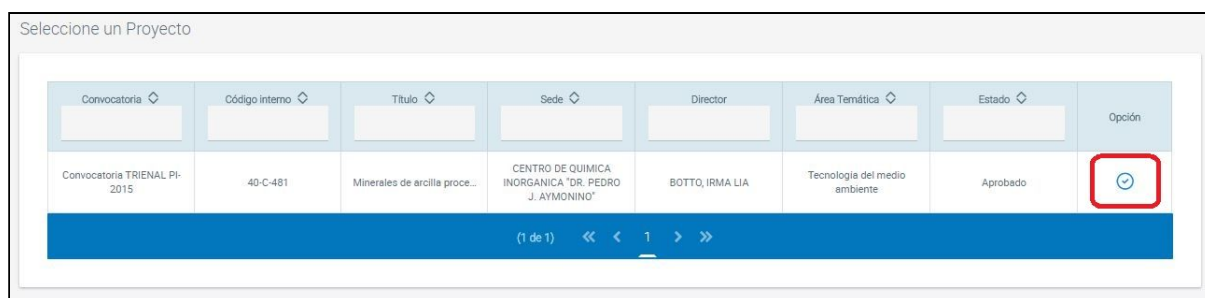 Seleccione un Proyecto
Convocatoria Código interno Título Sede Director Área Temática Estado Opción
Convocatoria TRIENAL PI-
2015
40-C-481
Minerales de arcilla proce...
CENTRO DE QUIMICA
INORGANICA "DR. PEDRO
J. AYMONINO"
BOTTO, IRMA LIA
Tecnologia del medio
ambiente
Aprobado
(1 de 1) 1